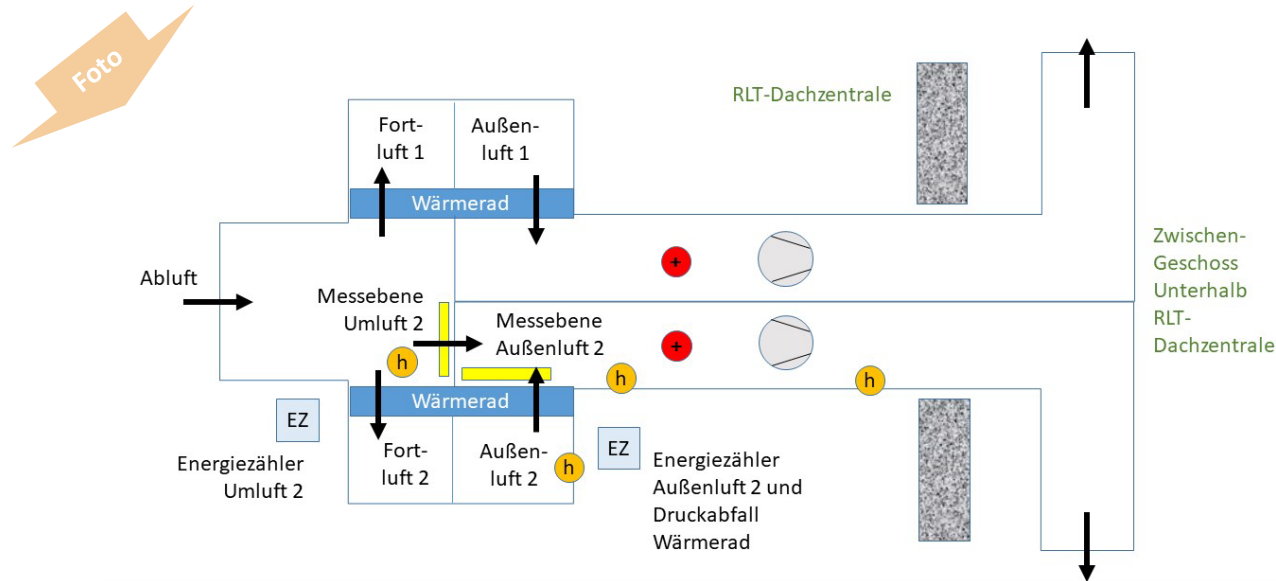 Foto
RLT-Dachzentrale
Fort-
luft 1
Außen-
luft 1
Wärmerad
Abluft
Messebene
Umluft 2
Messebene
Außenluft 2
+
+
h
h
h
Wärmerad
EZ
Energiezähler
Umluft 2
Fort-
luft 2
Außen-
luft 2
h
EZ
Energiezähler
Außenluft 2 und
Druckabfall
Wärmerad
Zwischen-
Geschoss
Unterhalb
RLT-
Dachzentrale